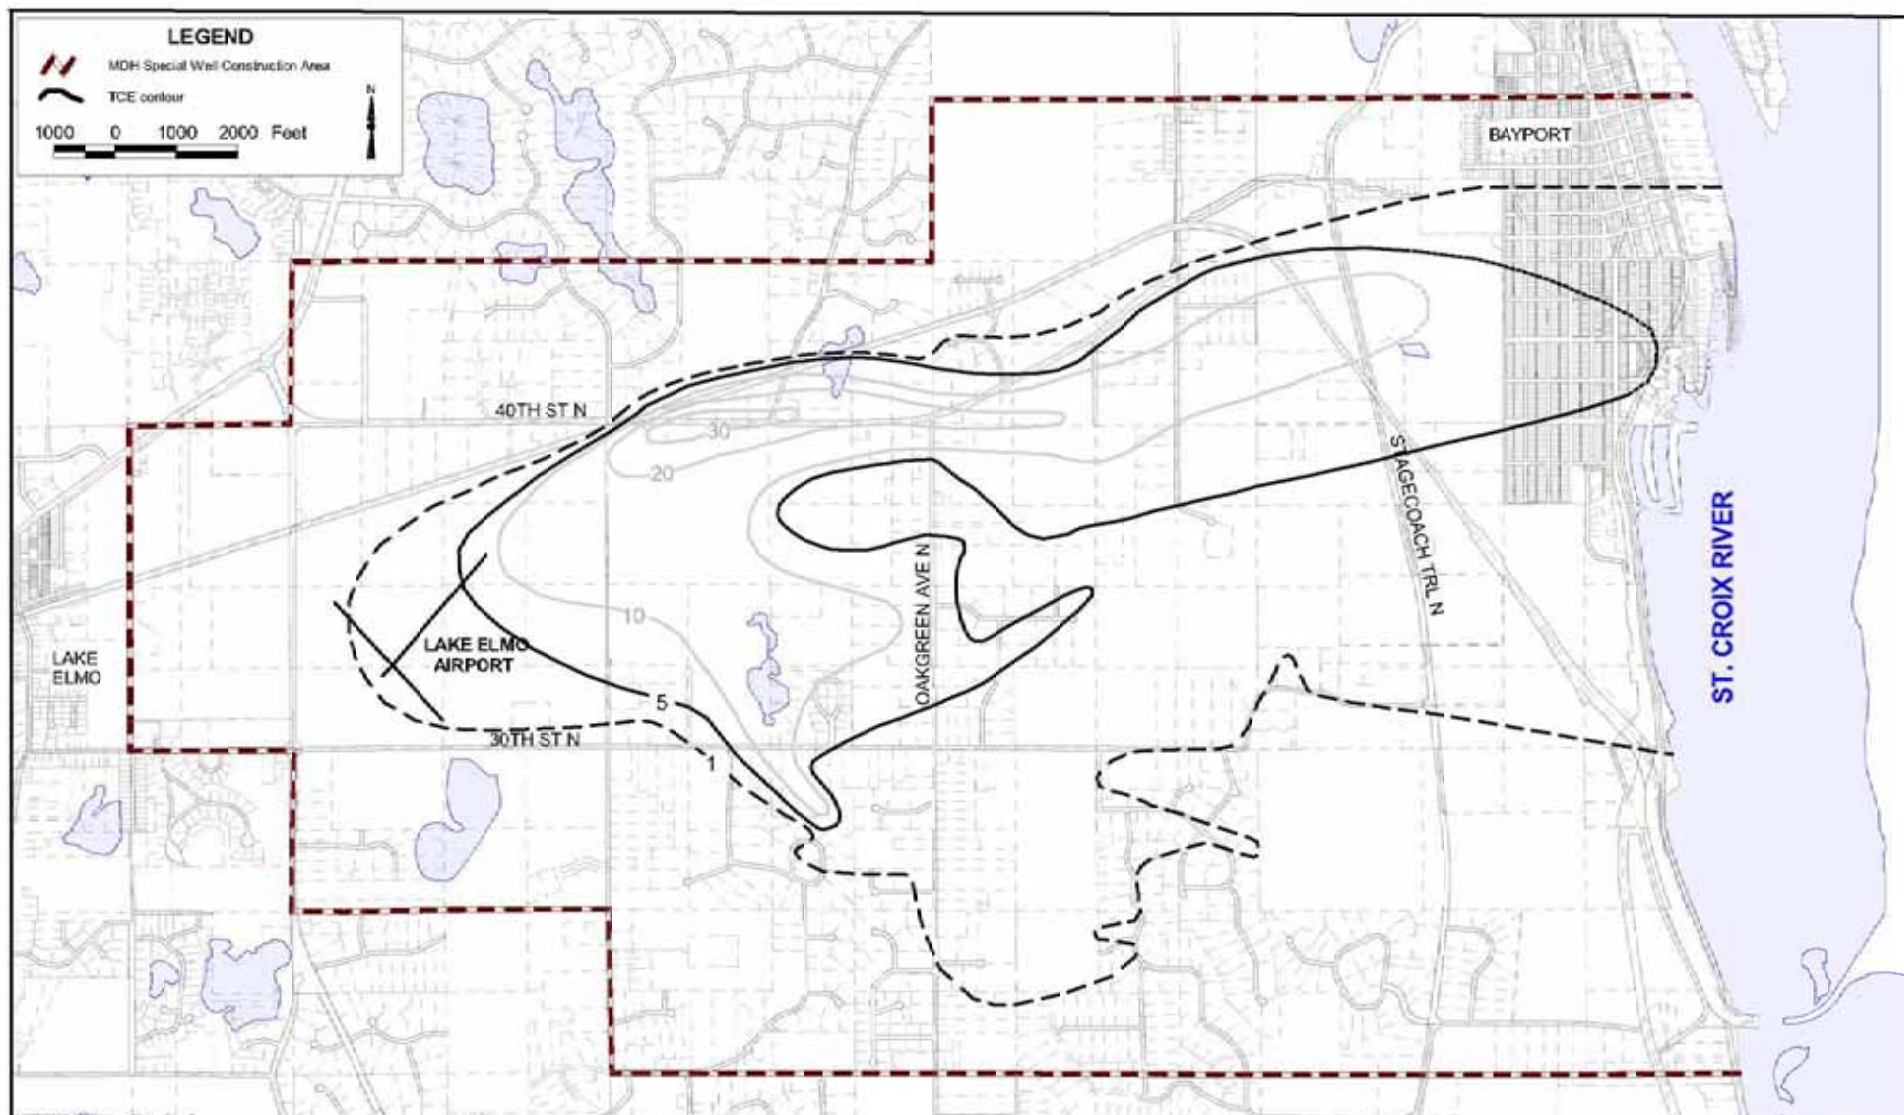 LEGEND
MDH Special Well Construction Area
TCE contour
N
1000 0 1000 2000 Feet
BAYPORT
40TH ST N
30
20
STAGECOACH TRL N
ST. CROIX RIVER
OAKGREEN AVE N
10
LAKE ELMO
AIRPORT
LAKE
ELMO
5
30TH ST N
1